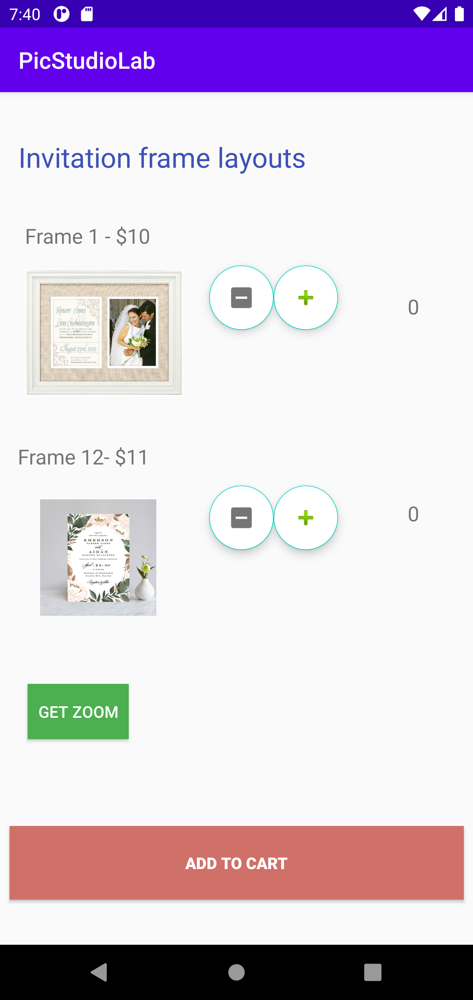 7:40
PicStudioLab
Invitation frame layouts
Frame 1 - $10
0
Robert Curry
Lori Chamberlain
INVITE YOU TO CELEBRATE THEIR
MARRIAGE AT 6:00 IN THE EVENING
AT THE EAST RIVERSIDE CHURCH
MIDDLEBORO, MASSACHUSETTS
August 23rd, 2015
RECEPTION IMMEDIATELY
FOLLOWING AT THE
MIDDLEBORO COUNTRY CLUB
Frame 12- $11
0
together
with their families
EMERSON
PARKER JAMES
and
AIDAN
RODNEY MCALISTER
invite you to their wedding celebration
April • 24 • 2021
at 3:30 pm
BLUE HILL AT STONE BARNS
Pocantico Hills, New York
Reception to follow
GET ZOOM
ADD TO CART